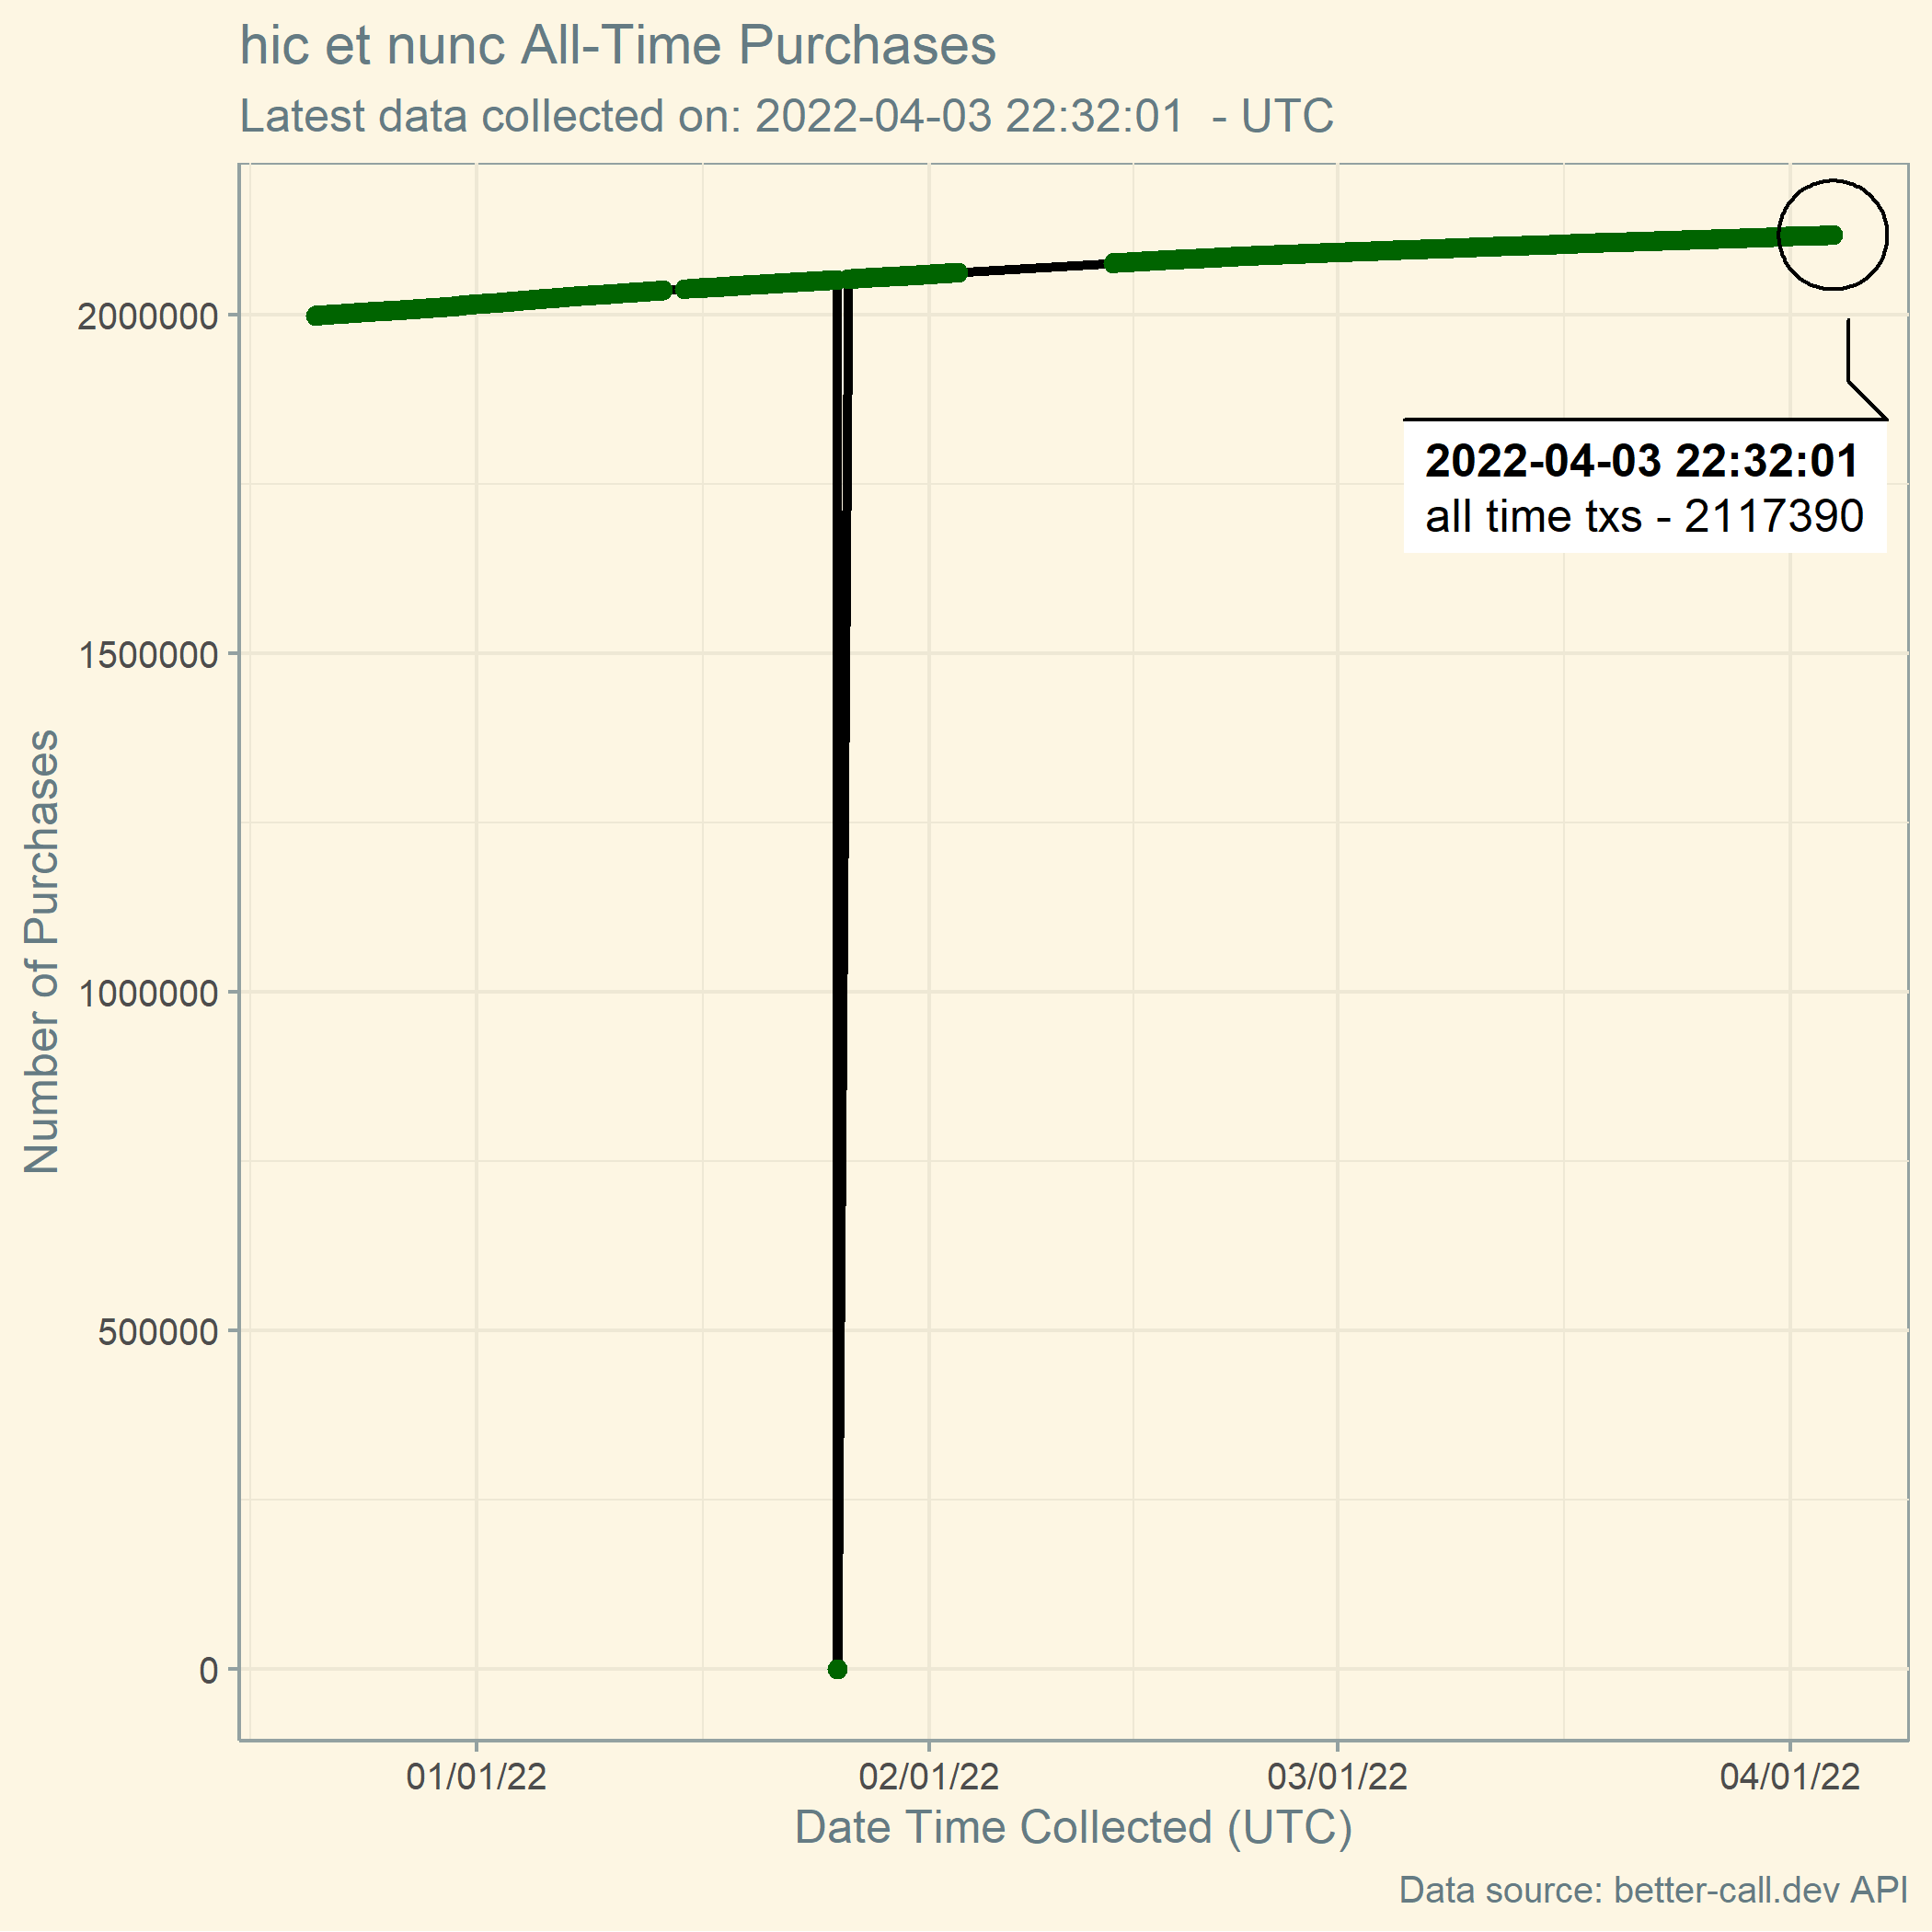 hic et nunc All-Time Purchases
Latest data collected on: 2022-04-03 22:32:01  - UTC
Number of Purchases
2000000
1500000
1000000
500000
0
2022-04-03 22:32:01
all time txs - 2117390
01/01/22
02/01/22
03/01/22
04/01/22
Date Time Collected (UTC)
Data source: better-call.dev API